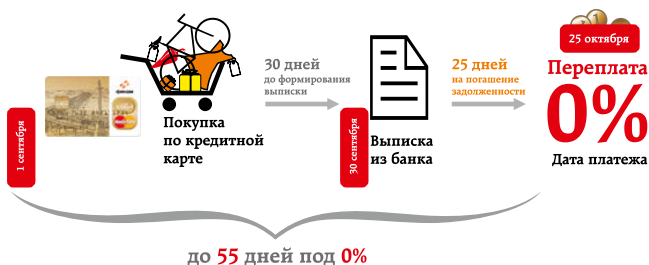 1 сентября
Покупка
по кредитной
карте
30 дней
до формирования
выписки
30 сентября
Выписка
из банка
25 дней
на погашение
задолженности
25 октября
Переплата
0%
Дата платежа
до 55 дней под 0%